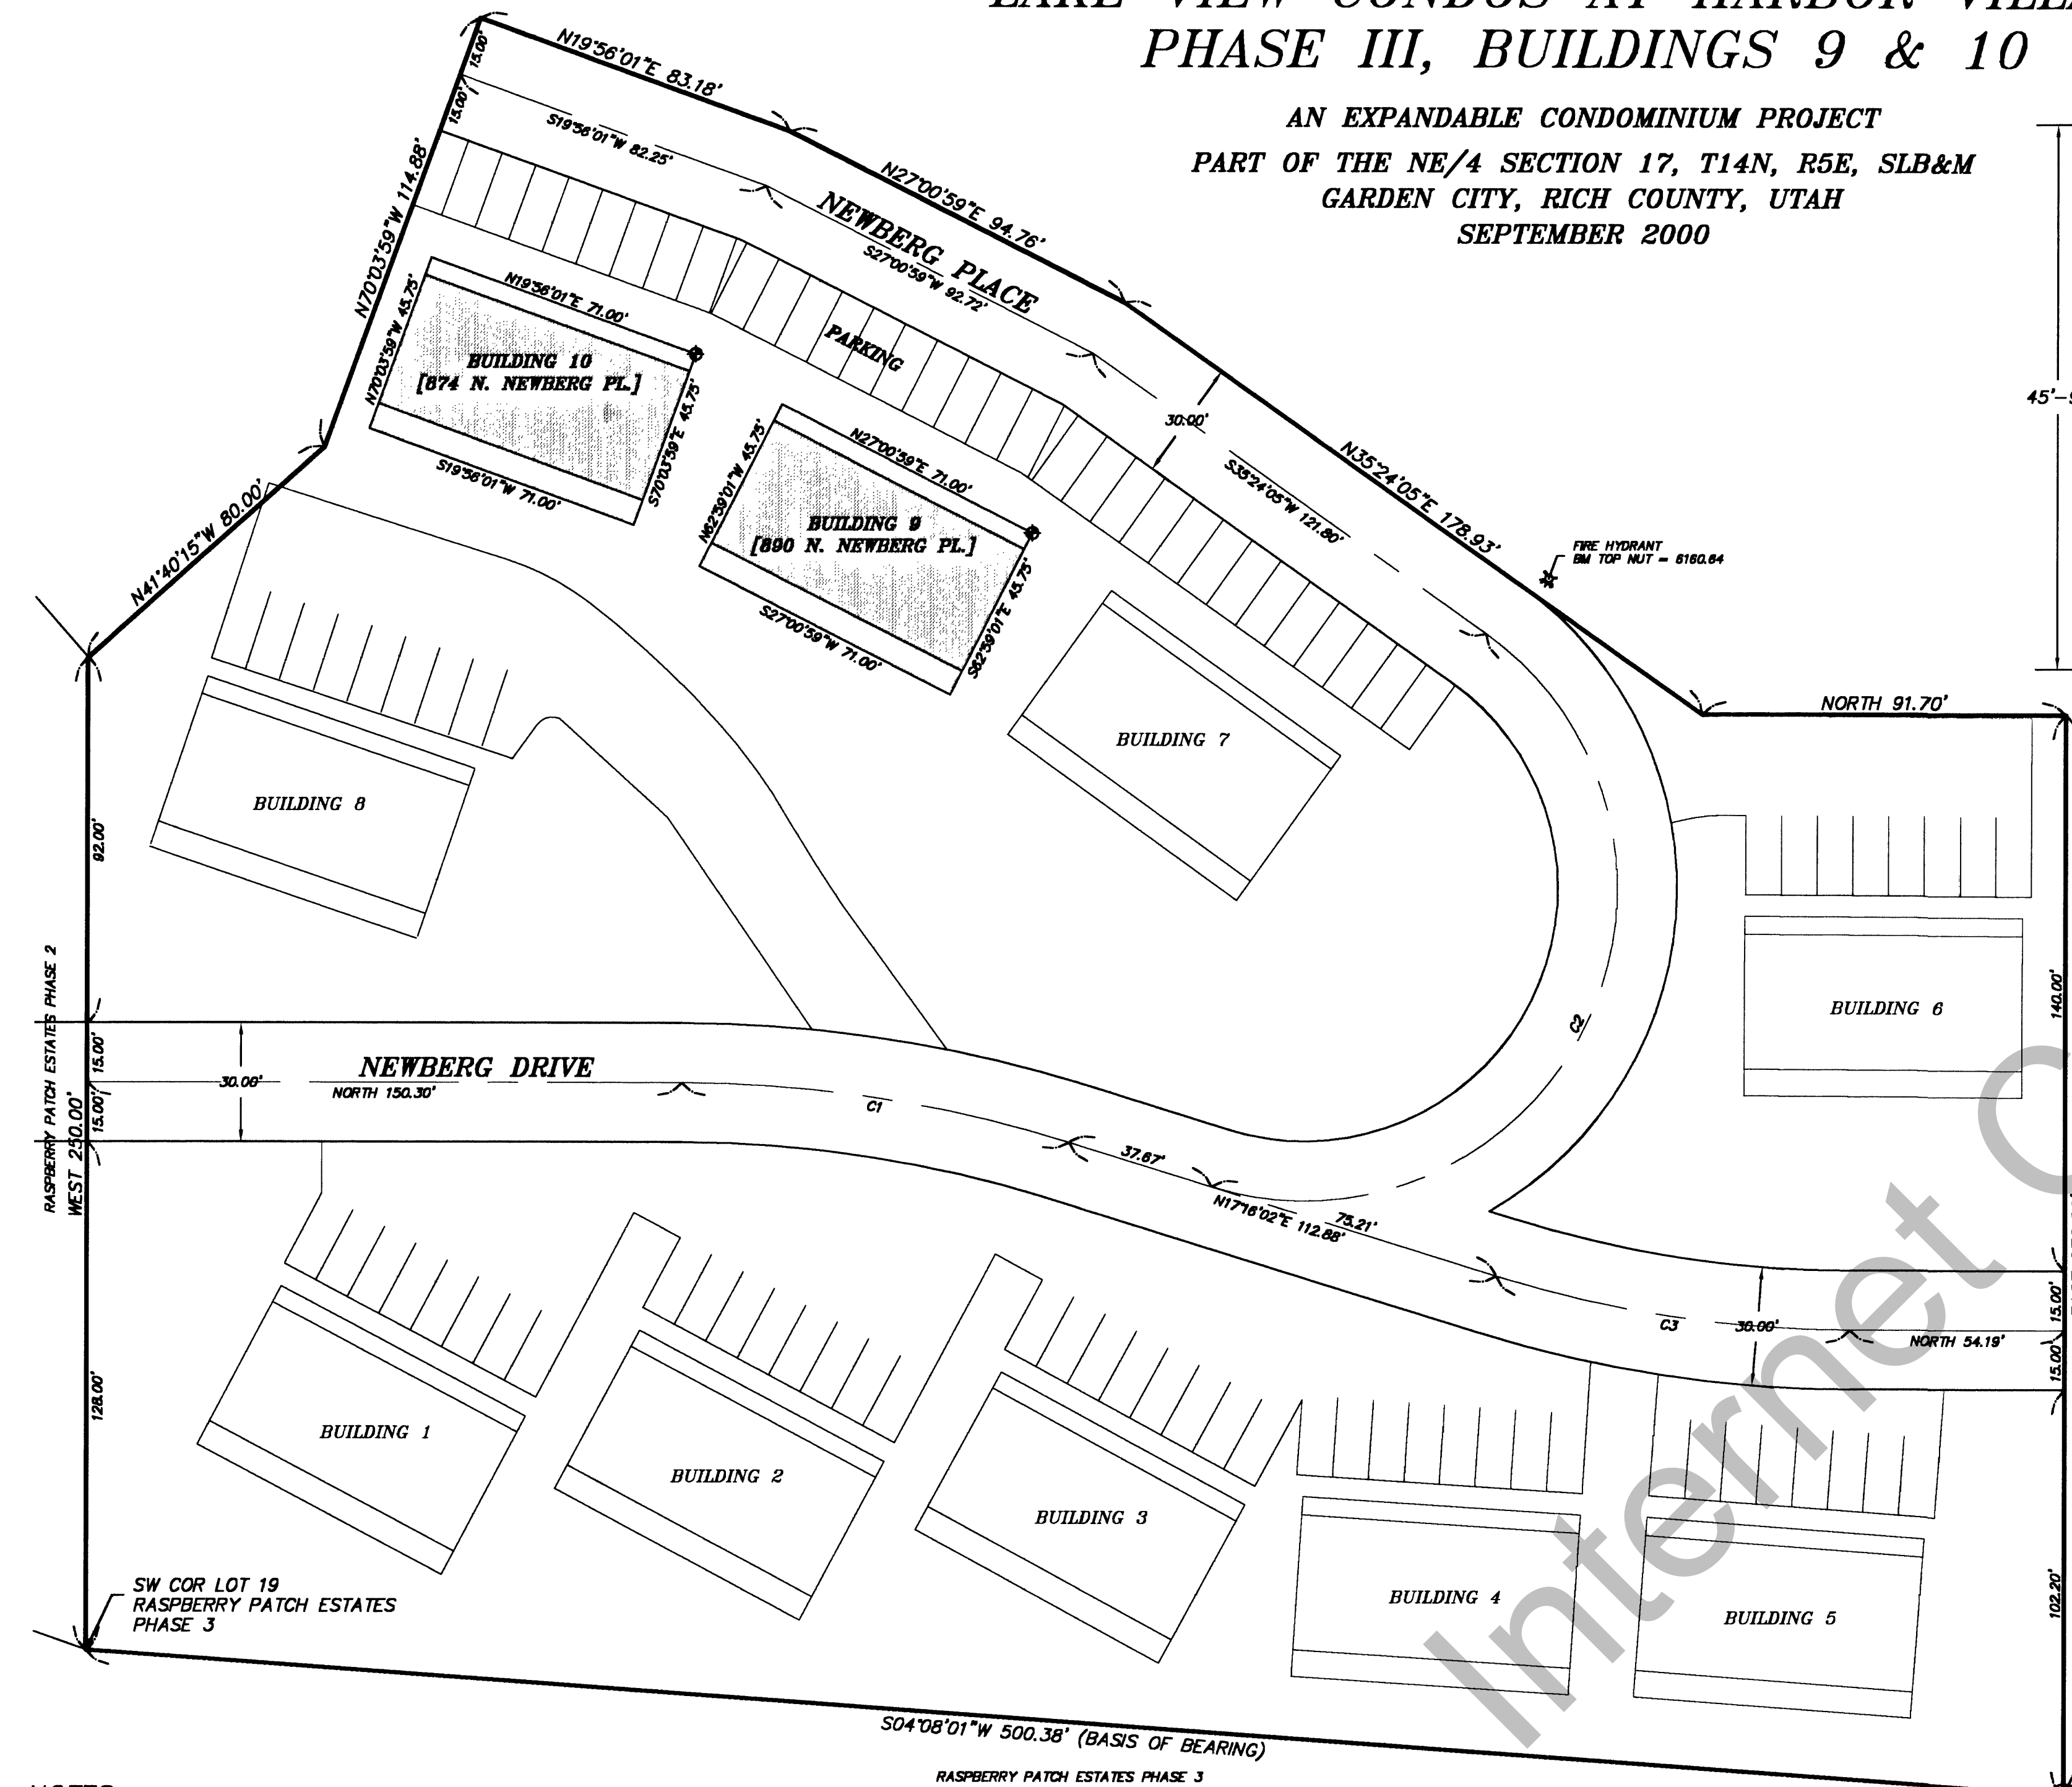 PHASE III, BUILDINGS 9 & 10
AN EXPANDABLE CONDOMINIUM PROJECT
PART OF THE NE/4 SECTION 17, T14N, R5E, SLB&M
GARDEN CITY, RICH COUNTY, UTAH
SEPTEMBER 2000
15.00'
15.00'
N19°56'01"E 83.18'
S19°56'01"W 82.25'
N27°00'59"E 94.76'
NEWBERG PLACE
S27°00'59"W 92.72'
N70°03'59"W 114.88'
PARKING
N19°56'01"E 71.00'
N70°03'59"W 45.75'
BUILDING 10
[874 N. NEWBERG PL.]
S70°03'59"E 45.75'
S19°56'01"W 71.00'
N27°00'59"E 71.00'
N62°59'01"W 45.75'
BUILDING 9
[890 N. NEWBERG PL.]
S62°59'01"E 45.75'
S27°00'59"W 71.00'
30.00'
S35°24'05"W 121.80'
N35°24'05"E 178.93'
FIRE HYDRANT
BM TOP NUT = 6160.64
N41°40'15"W 80.00'
NORTH 91.70'
BUILDING 7
BUILDING 8
92.00'
BUILDING 6
140.00'
C2
RASPBERRY PATCH ESTATES PHASE 2
WEST 250.00'
15.00'
15.00'
30.00'
NEWBERG DRIVE
NORTH 150.30'
C1
37.67'
N17°16'02"E 112.88'
75.21'
C3
30.00'
NORTH 54.19'
15.00'
15.00'
128.00'
BUILDING 1
BUILDING 2
BUILDING 3
BUILDING 4
BUILDING 5
102.20'
SW COR LOT 19
RASPBERRY PATCH ESTATES
PHASE 3
S04°08'01"W 500.38' (BASIS OF BEARING)
RASPBERRY PATCH ESTATES PHASE 3
Internet